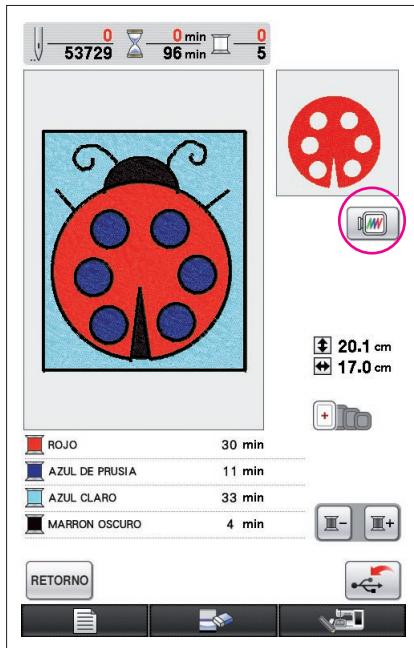 0 0 min 0
53729 96 min 5
20.1 cm
17.0 cm
ROJO 30 min
AZUL DE PRUSIA 11 min
AZUL CLARO 33 min
MARRON OSCURO 4 min
RETORNO